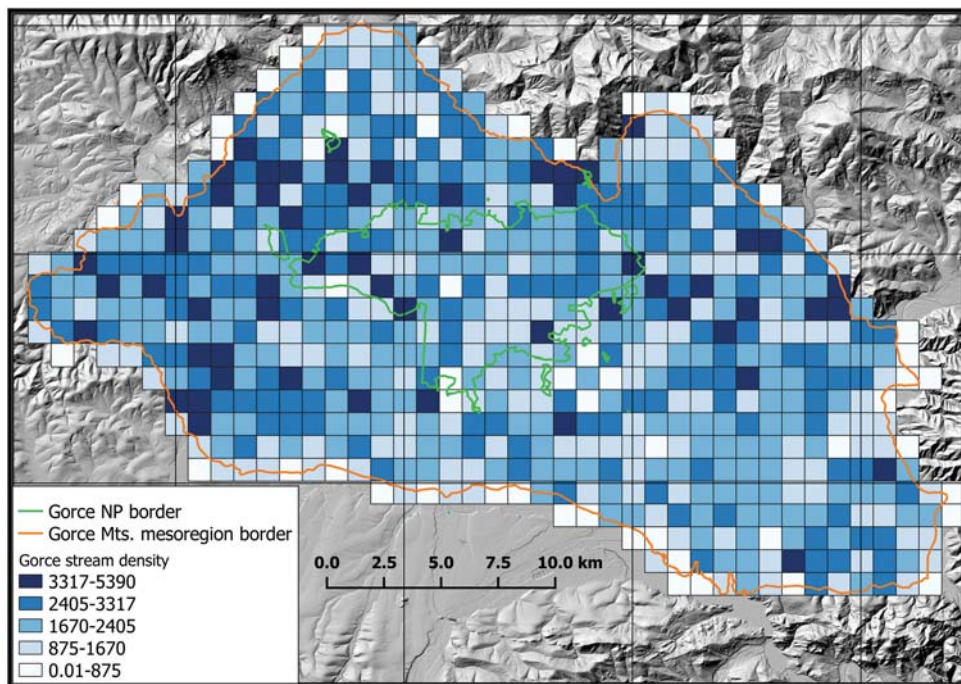 Gorce NP border
Gorce Mts. mesoregion border
Gorce stream density
3317-5390
2405-3317
1670-2405
875-1670
0.01-875
0.0 2.5 5.0 7.5 10.0 km